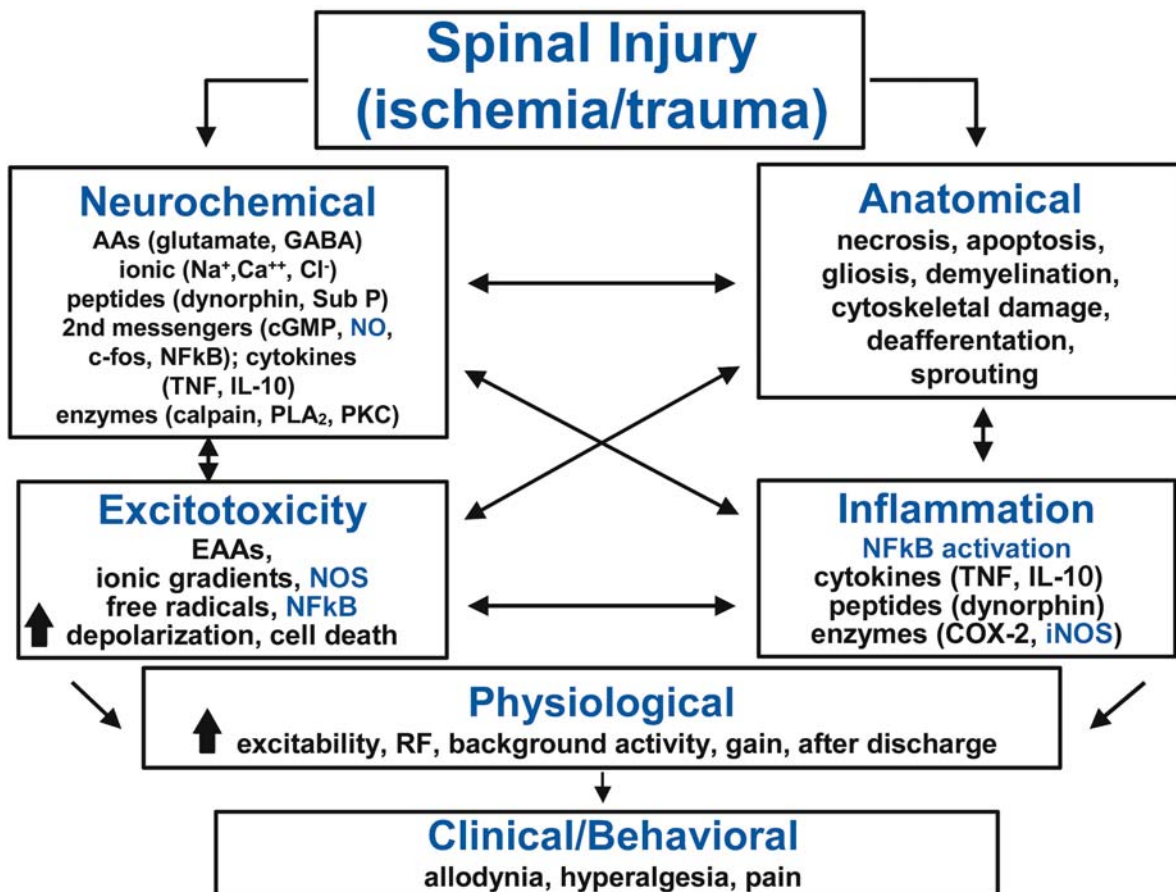 Spinal Injury
(ischemia/trauma)
Neurochemical
AAs (glutamate, GABA)
ionic (Na⁺,Ca⁺⁺, Cl⁻)
peptides (dynorphin, Sub P)
2nd messengers (cGMP, NO,
c-fos, NFkB); cytokines
(TNF, IL-10)
enzymes (calpain, PLA₂, PKC)
Anatomical
necrosis, apoptosis,
gliosis, demyelination,
cytoskeletal damage,
deafferentation,
sprouting
Excitotoxicity
EAAs,
ionic gradients, NOS
free radicals, NFkB
depolarization, cell death
Inflammation
NFkB activation
cytokines (TNF, IL-10)
peptides (dynorphin)
enzymes (COX-2, iNOS)
Physiological
excitability, RF, background activity, gain, after discharge
Clinical/Behavioral
allodynia, hyperalgesia, pain